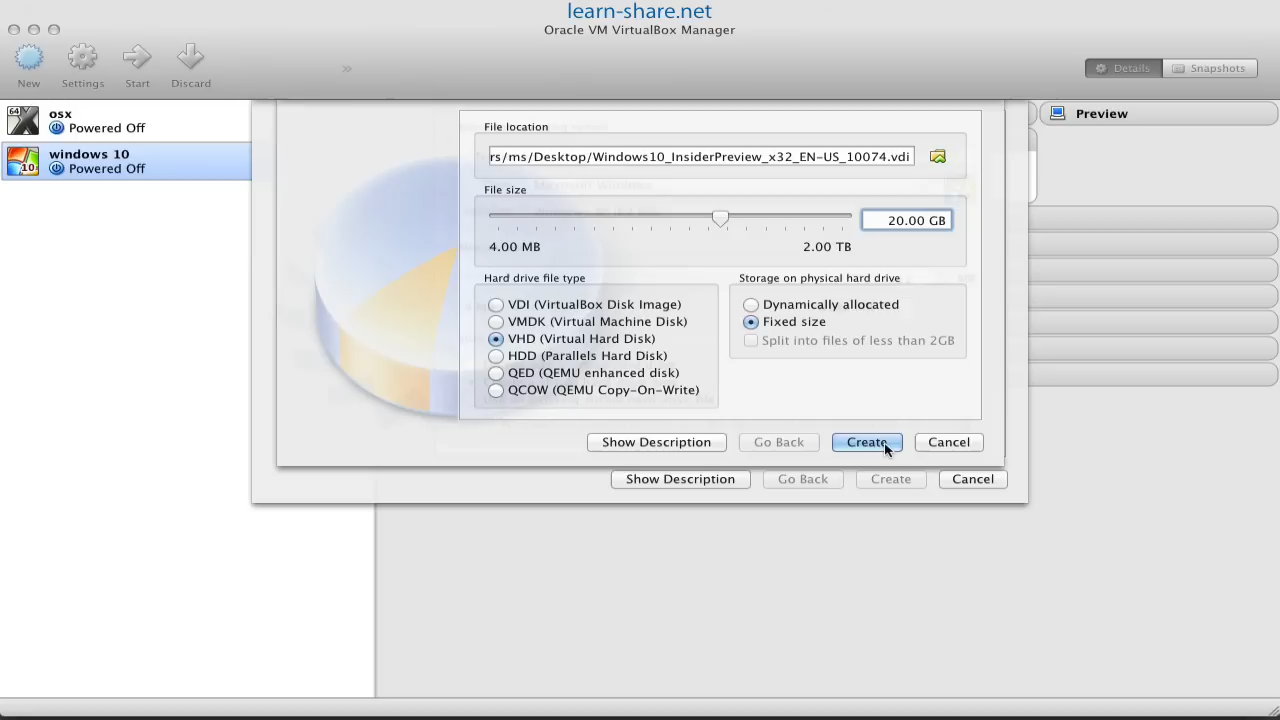 learn-share.net
Oracle VM VirtualBox Manager
New
Settings
Start
Discard
»
Details
Snapshots
64
osx
Powered Off
10
windows 10
Powered Off
Preview
File location
rs/ms/Desktop/Windows10_InsiderPreview_x32_EN-US_10074.vdi
File size
20.00 GB
4.00 MB
2.00 TB
Hard drive file type
VDI (VirtualBox Disk Image)
VMDK (Virtual Machine Disk)
VHD (Virtual Hard Disk)
HDD (Parallels Hard Disk)
QED (QEMU enhanced disk)
QCOW (QEMU Copy-On-Write)
Storage on physical hard drive
Dynamically allocated
Fixed size
Split into files of less than 2GB
Show Description
Go Back
Create
Cancel
Show Description
Go Back
Create
Cancel